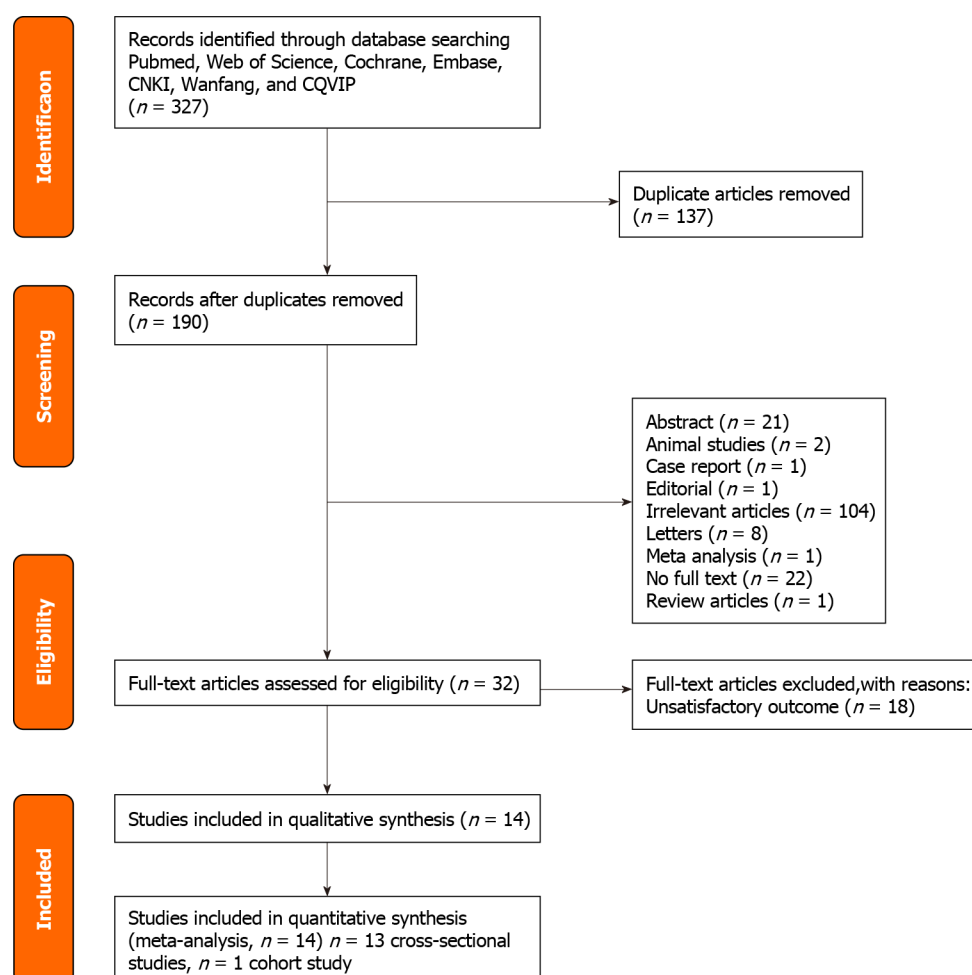 Identificaon
Records identified through database searching
Pubmed, Web of Science, Cochrane, Embase,
CNKI, Wanfang, and CQVIP
(n = 327)
Duplicate articles removed
(n = 137)
Screening
Records after duplicates removed
(n = 190)
Abstract (n = 21)
Animal studies (n = 2)
Case report (n = 1)
Editorial (n = 1)
Irrelevant articles (n = 104)
Letters (n = 8)
Meta analysis (n = 1)
No full text (n = 22)
Review articles (n = 1)
Eligibility
Full-text articles assessed for eligibility (n = 32)
Full-text articles excluded,with reasons:
Unsatisfactory outcome (n = 18)
Included
Studies included in qualitative synthesis (n = 14)
Studies included in quantitative synthesis
(meta-analysis, n = 14) n = 13 cross-sectional
studies, n = 1 cohort study